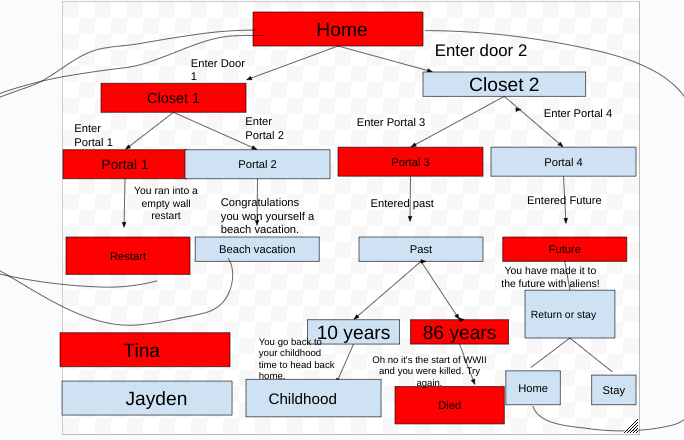 Home
Enter door 2
Enter Door
1
Closet 2
Closet 1
Enter Portal 4
Enter Portal 3
Enter
Portal 2
Enter
Portal 1
Portal 1
Portal 2
Portal 3
Portal 4
You ran into a
empty wall
restart
Congratulations
you won yourself a
beach vacation.
Entered past
Entered Future
Restart
Beach vacation
Past
Future
You have made it to
the future with aliens!
Return or stay
10 years
86 years
You go back to
your childhood
time to head back
home.
Oh no it's the start of WWII
and you were killed. Try
again.
Tina
Jayden
Childhood
Died
Home
Stay